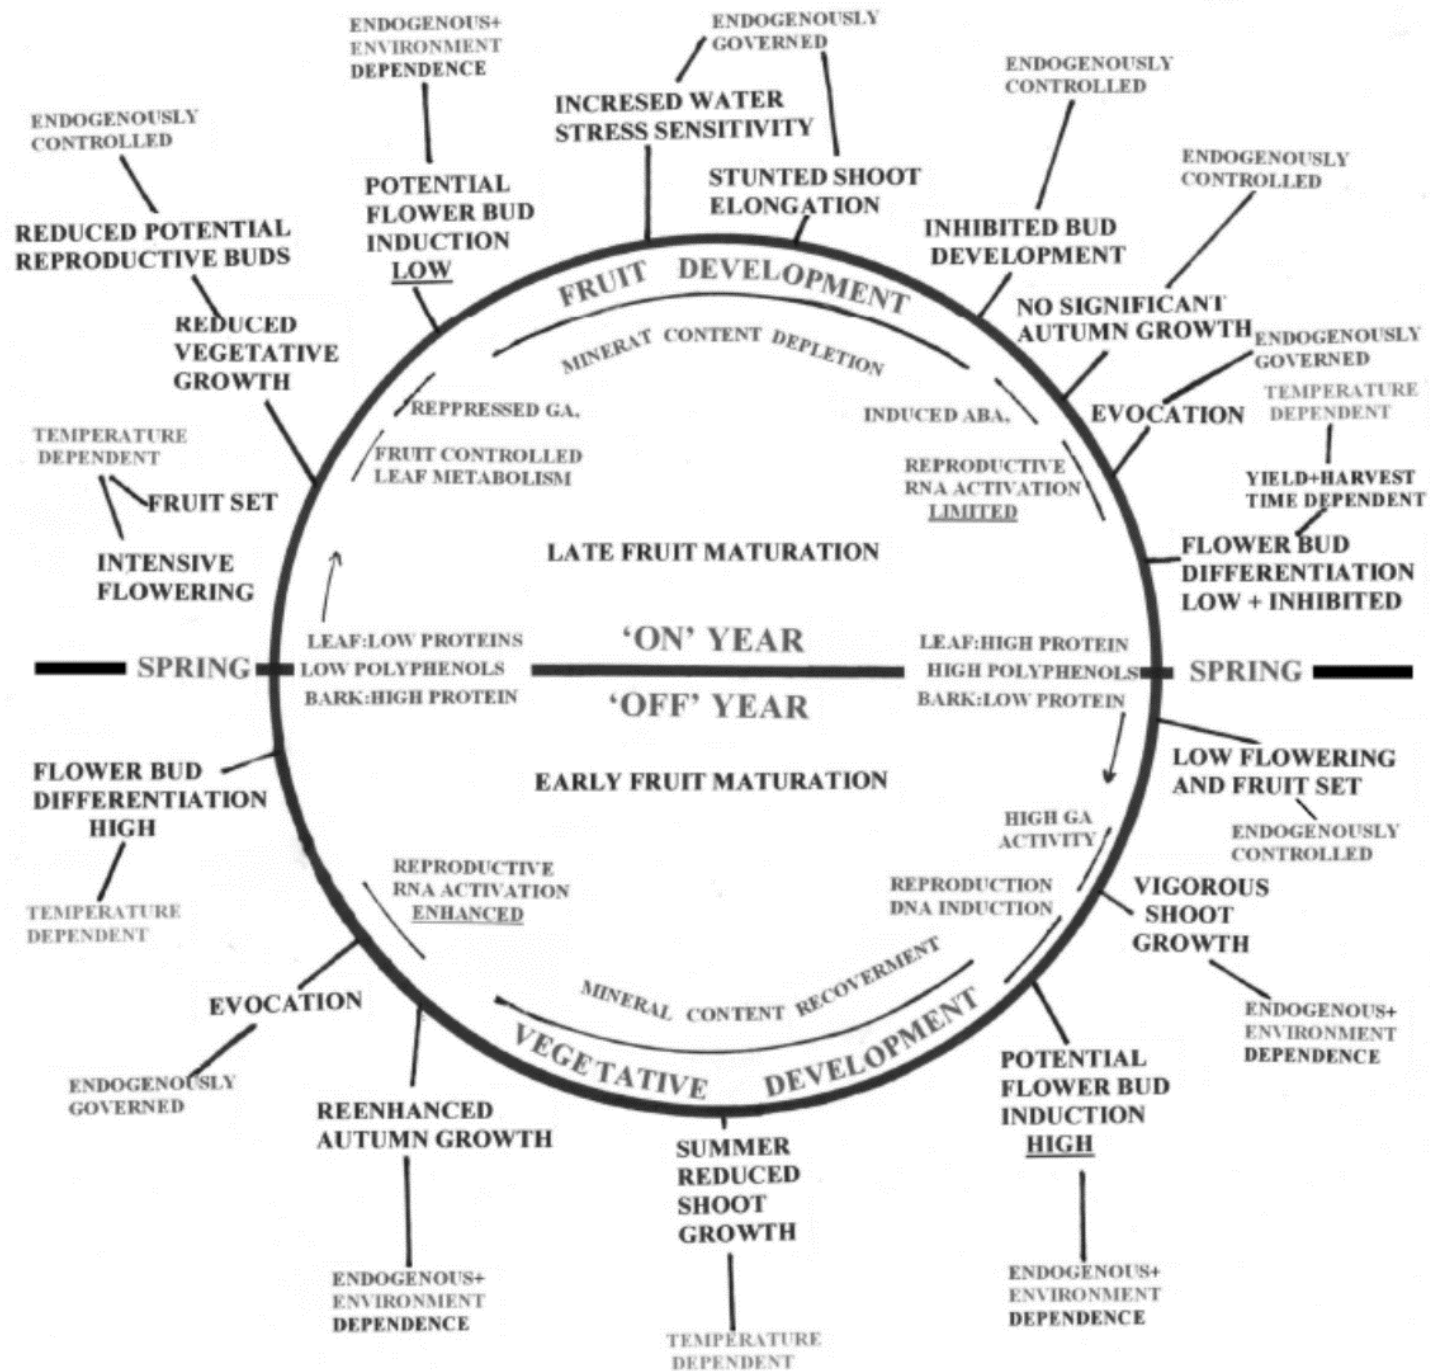 ENDOGENOUS+
ENVIRONMENT
DEPENDENCE
ENDOGENOUSLY
GOVERNED
ENDOGENOUSLY
CONTROLLED
INCRESED WATER
STRESS SENSITIVITY
ENDOGENOUSLY
CONTROLLED
ENDOGENOUSLY
CONTROLLED
POTENTIAL
FLOWER BUD
INDUCTION
LOW
STUNTED SHOOT
ELONGATION
REDUCED POTENTIAL
REPRODUCTIVE BUDS
INHIBITED BUD
DEVELOPMENT
FRUIT DEVELOPMENT
MINERAT CONTENT DEPLETION
NO SIGNIFICANT
AUTUMN GROWTH
REDUCED
VEGETATIVE
GROWTH
ENDOGENOUSLY
GOVERNED
REPPRESSED GA.
INDUCED ABA.
EVOCATION
TEMPERATURE
DEPENDENT
TEMPERATURE
DEPENDENT
FRUIT CONTROLLED
LEAF METABOLISM
REPRODUCTIVE
RNA ACTIVATION
LIMITED
YIELD+HARVEST
TIME DEPENDENT
FRUIT SET
INTENSIVE
FLOWERING
LATE FRUIT MATURATION
FLOWER BUD
DIFFERENTIATION
LOW + INHIBITED
LEAF:LOW PROTEINS
'ON' YEAR
LEAF:HIGH PROTEIN
SPRING
LOW POLYPHENOLS
HIGH POLYPHENOLS
SPRING
BARK:HIGH PROTEIN
'OFF' YEAR
BARK:LOW PROTEIN
FLOWER BUD
DIFFERENTIATION
HIGH
EARLY FRUIT MATURATION
LOW FLOWERING
AND FRUIT SET
HIGH GA
ACTIVITY
ENDOGENOUSLY
CONTROLLED
REPRODUCTIVE
RNA ACTIVATION
ENHANCED
REPRODUCTION
DNA INDUCTION
VIGOROUS
SHOOT
GROWTH
TEMPERATURE
DEPENDENT
EVOCATION
MINERAL CONTENT RECOVERMENT
VEGETATIVE DEVELOPMENT
ENDOGENOUS+
ENVIRONMENT
DEPENDENCE
ENDOGENOUSLY
GOVERNED
REENHANCED
AUTUMN GROWTH
POTENTIAL
FLOWER BUD
INDUCTION
HIGH
SUMMER
REDUCED
SHOOT
GROWTH
ENDOGENOUS+
ENVIRONMENT
DEPENDENCE
ENDOGENOUS+
ENVIRONMENT
DEPENDENCE
TEMPERATURE
DEPENDENT